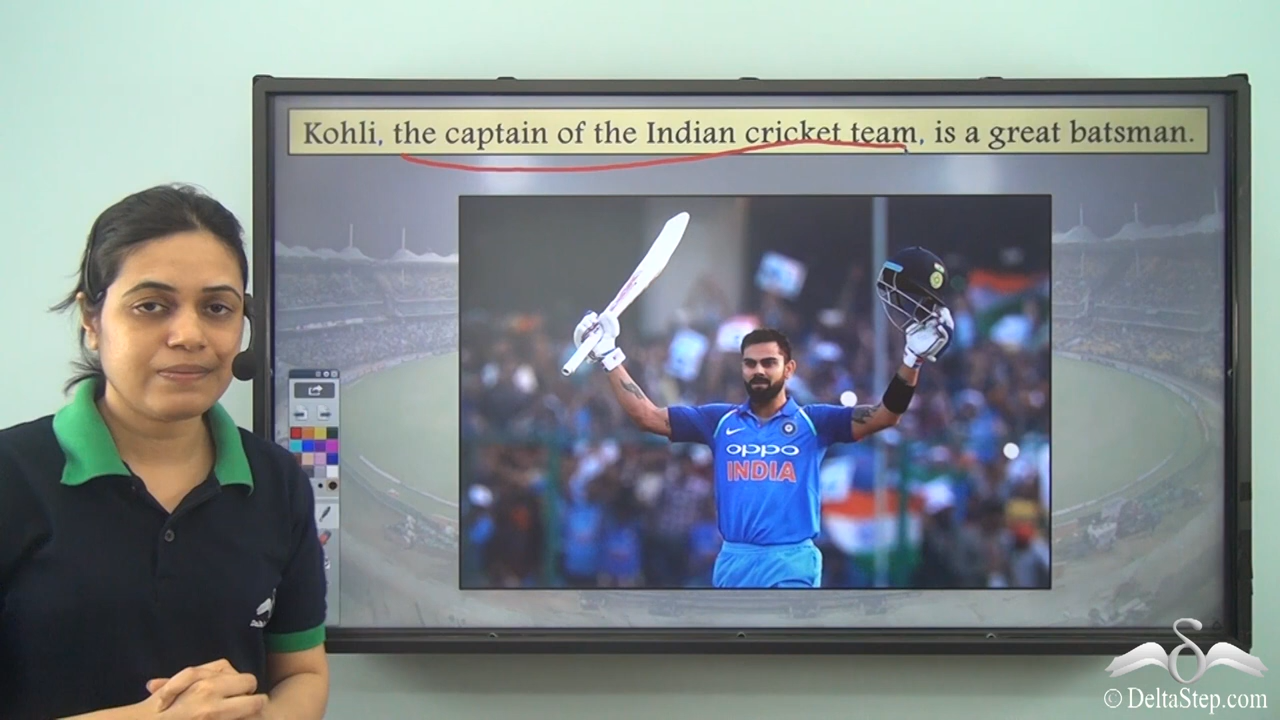 Kohli, the captain of the Indian cricket team, is a great batsman.
oppo
INDIA
© DeltaStep.com